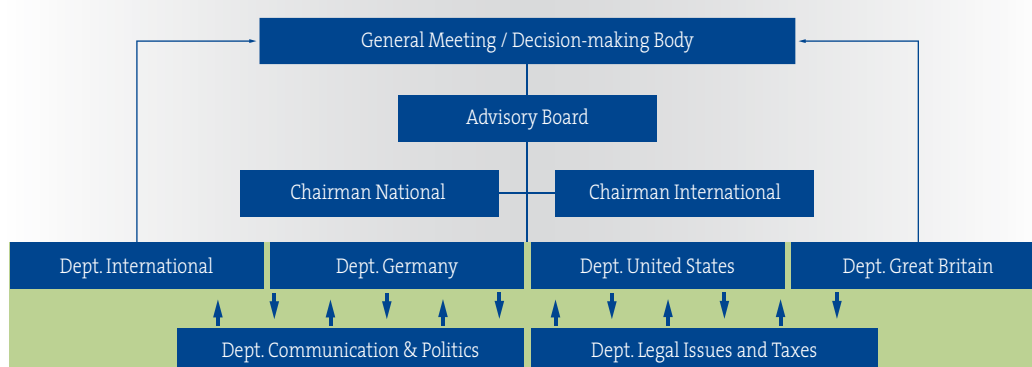 General Meeting / Decision-making Body
Advisory Board
Chairman National
Chairman International
Dept. International
Dept. Germany
Dept. United States
Dept. Great Britain
Dept. Communication & Politics
Dept. Legal Issues and Taxes